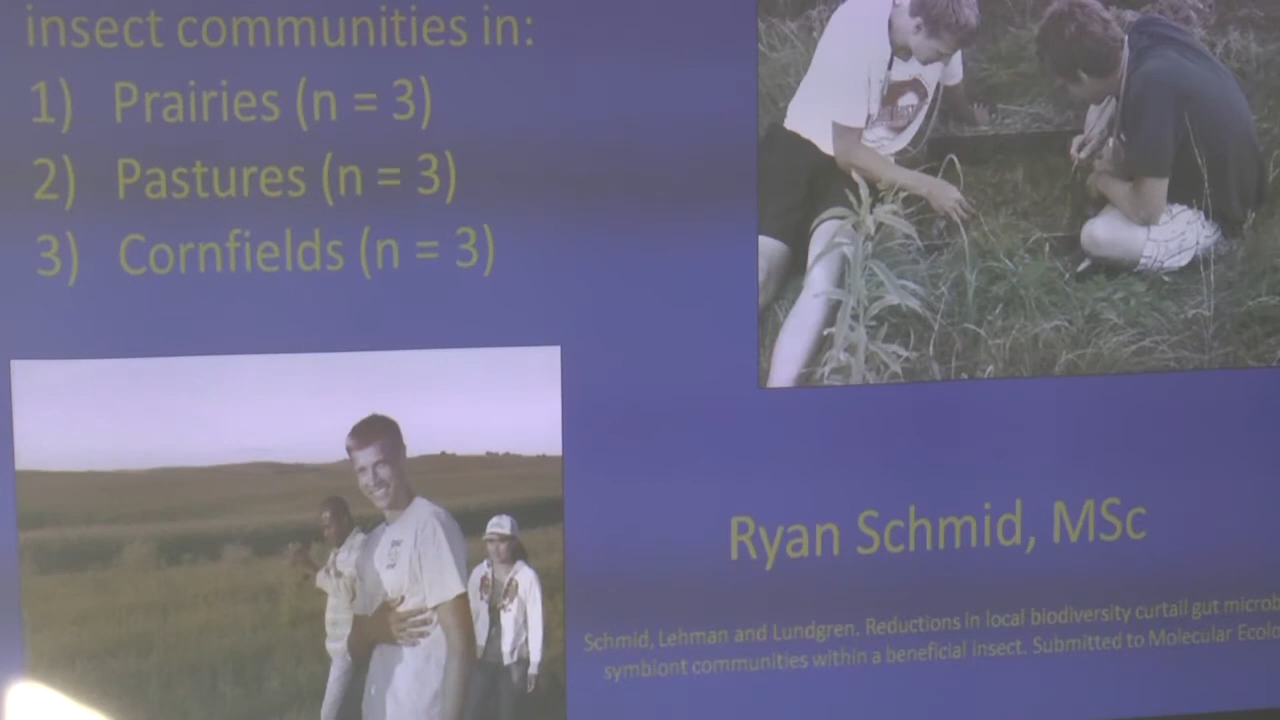 insect communities in:
1) Prairies (n = 3)
2) Pastures (n = 3)
3) Cornfields (n = 3)
Ryan Schmid, MSc
Schmid, Lehman and Lundgren. Reductions in local biodiversity curtail gut microb
symbiont communities within a beneficial insect. Submitted to Molecular Ecolo